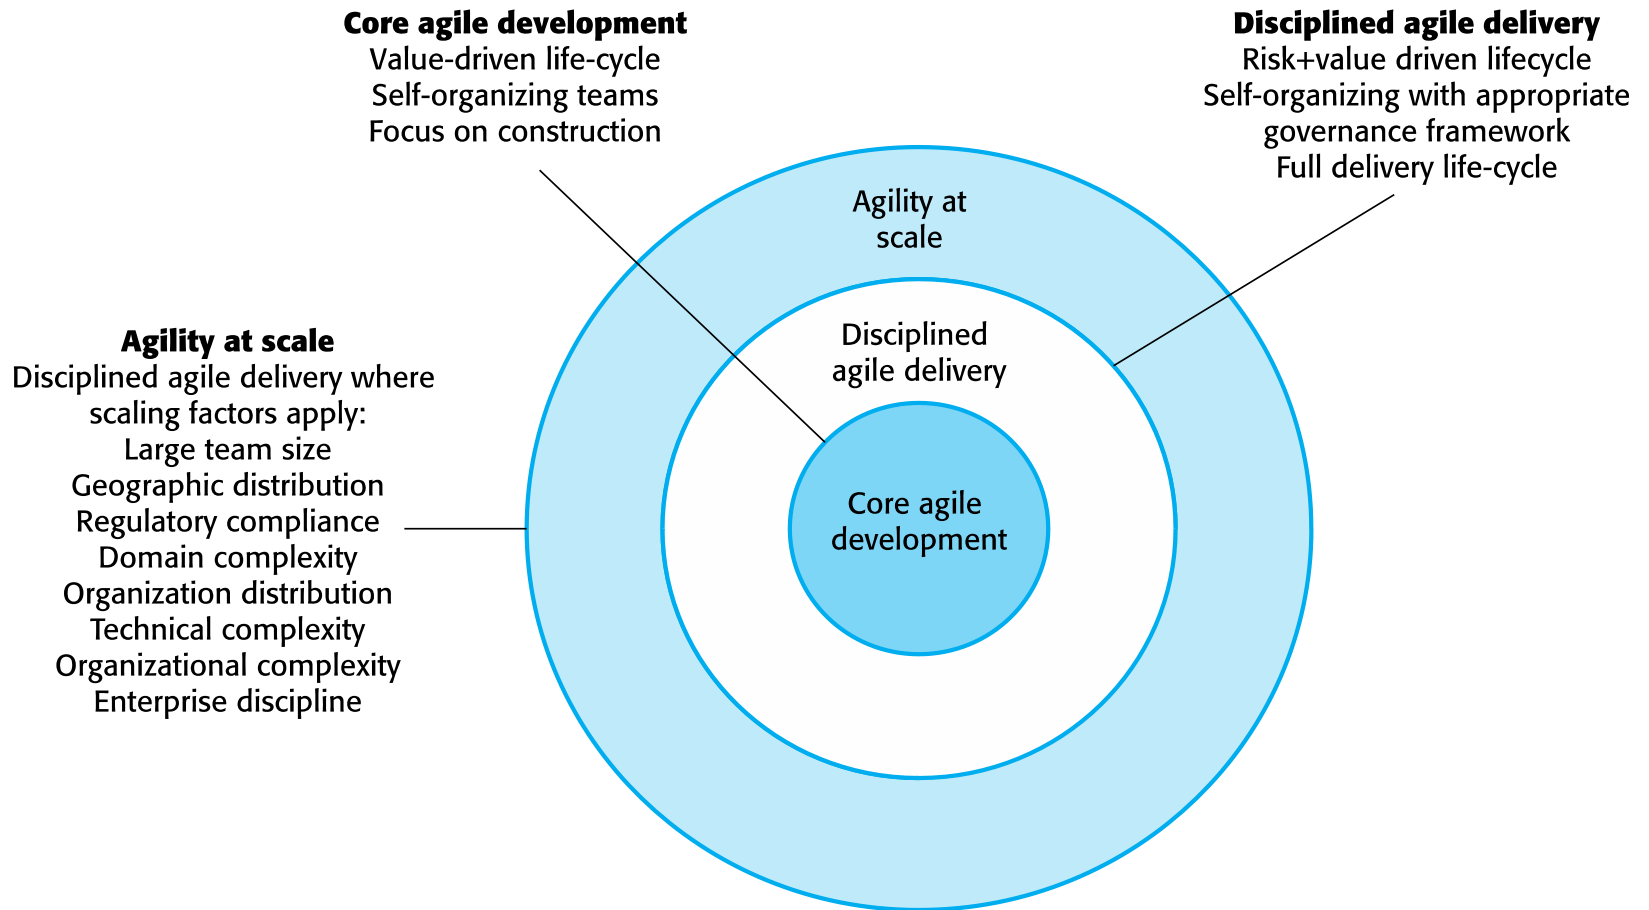 Core agile development
Value-driven life-cycle
Self-organizing teams
Focus on construction
Disciplined agile delivery
Risk+value driven lifecycle
Self-organizing with appropriate
governance framework
Full delivery life-cycle
Agility at
scale
Disciplined
agile delivery
Core agile
development
Agility at scale
Disciplined agile delivery where
scaling factors apply:
Large team size
Geographic distribution
Regulatory compliance
Domain complexity
Organization distribution
Technical complexity
Organizational complexity
Enterprise discipline